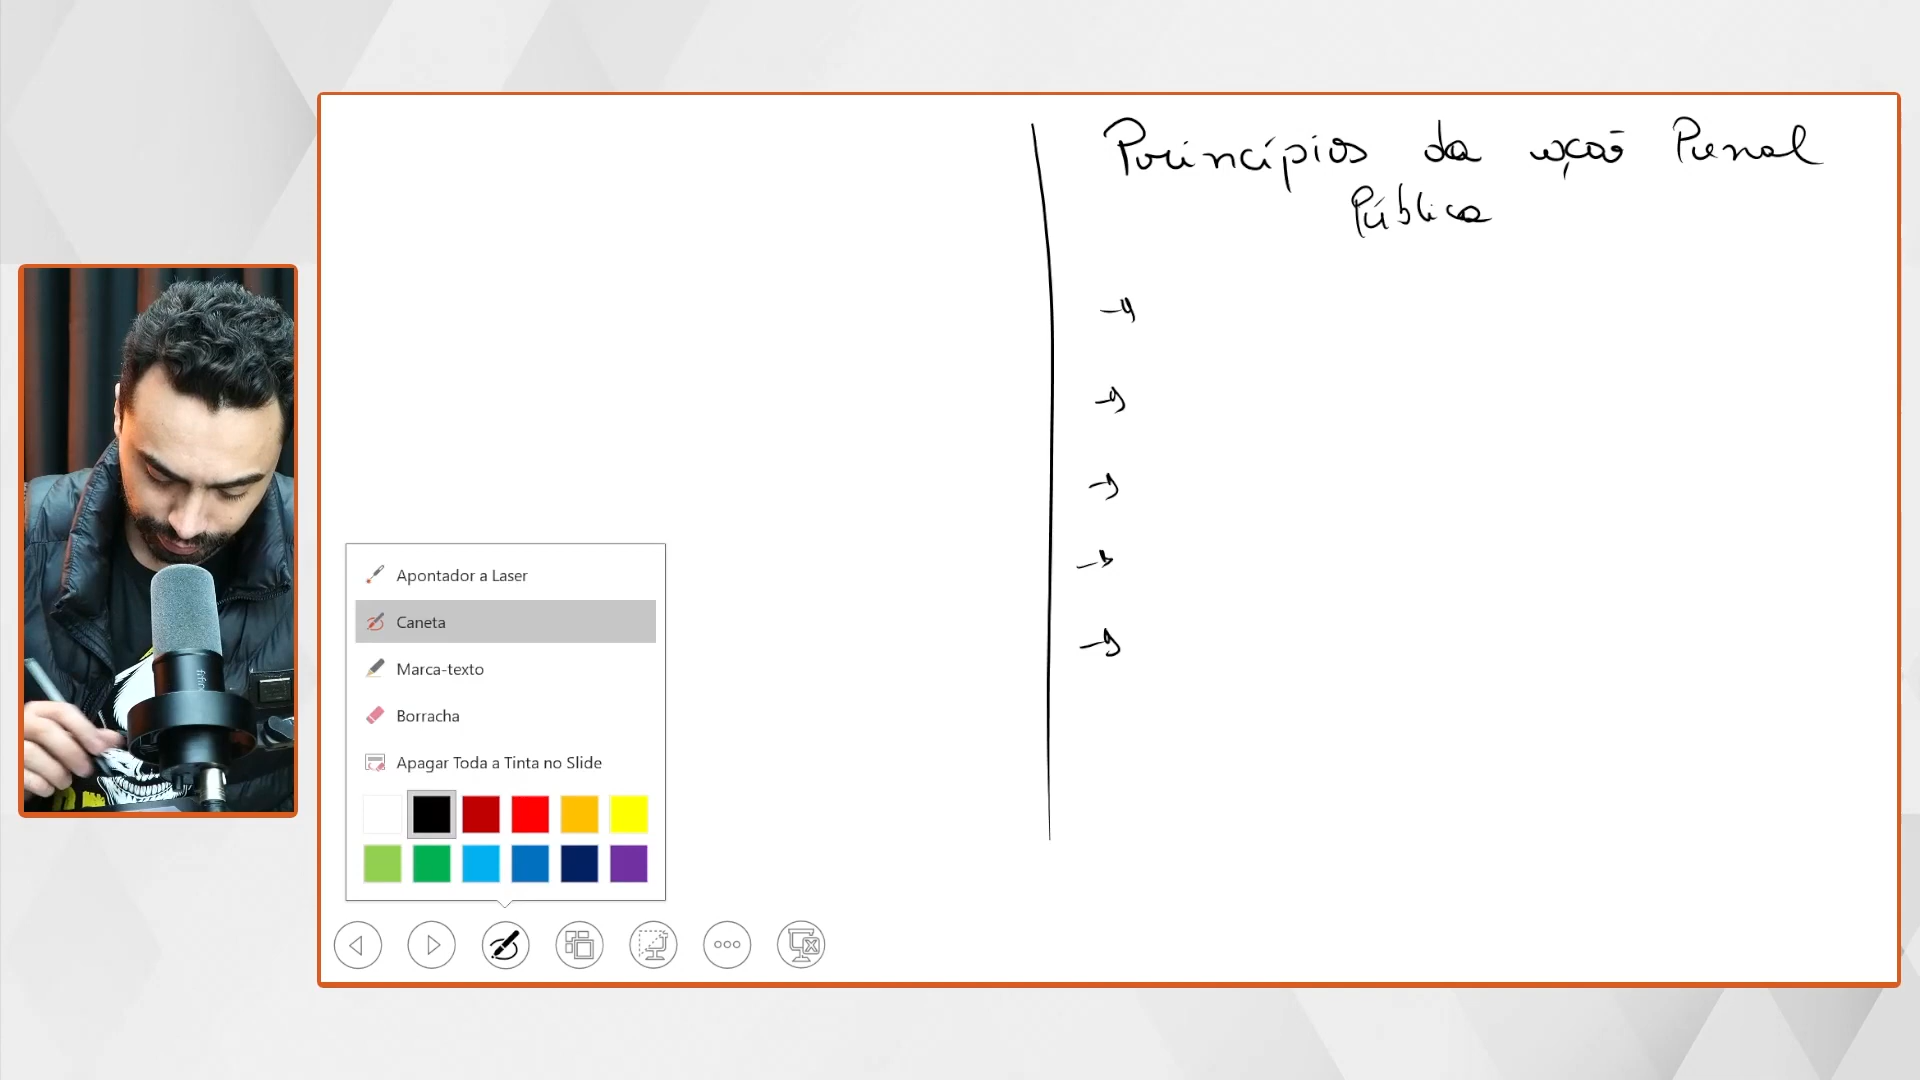 Princípios da ação Penal
Pública
Apontador a Laser
Caneta
Marca-texto
Borracha
Apagar Toda a Tinta no Slide